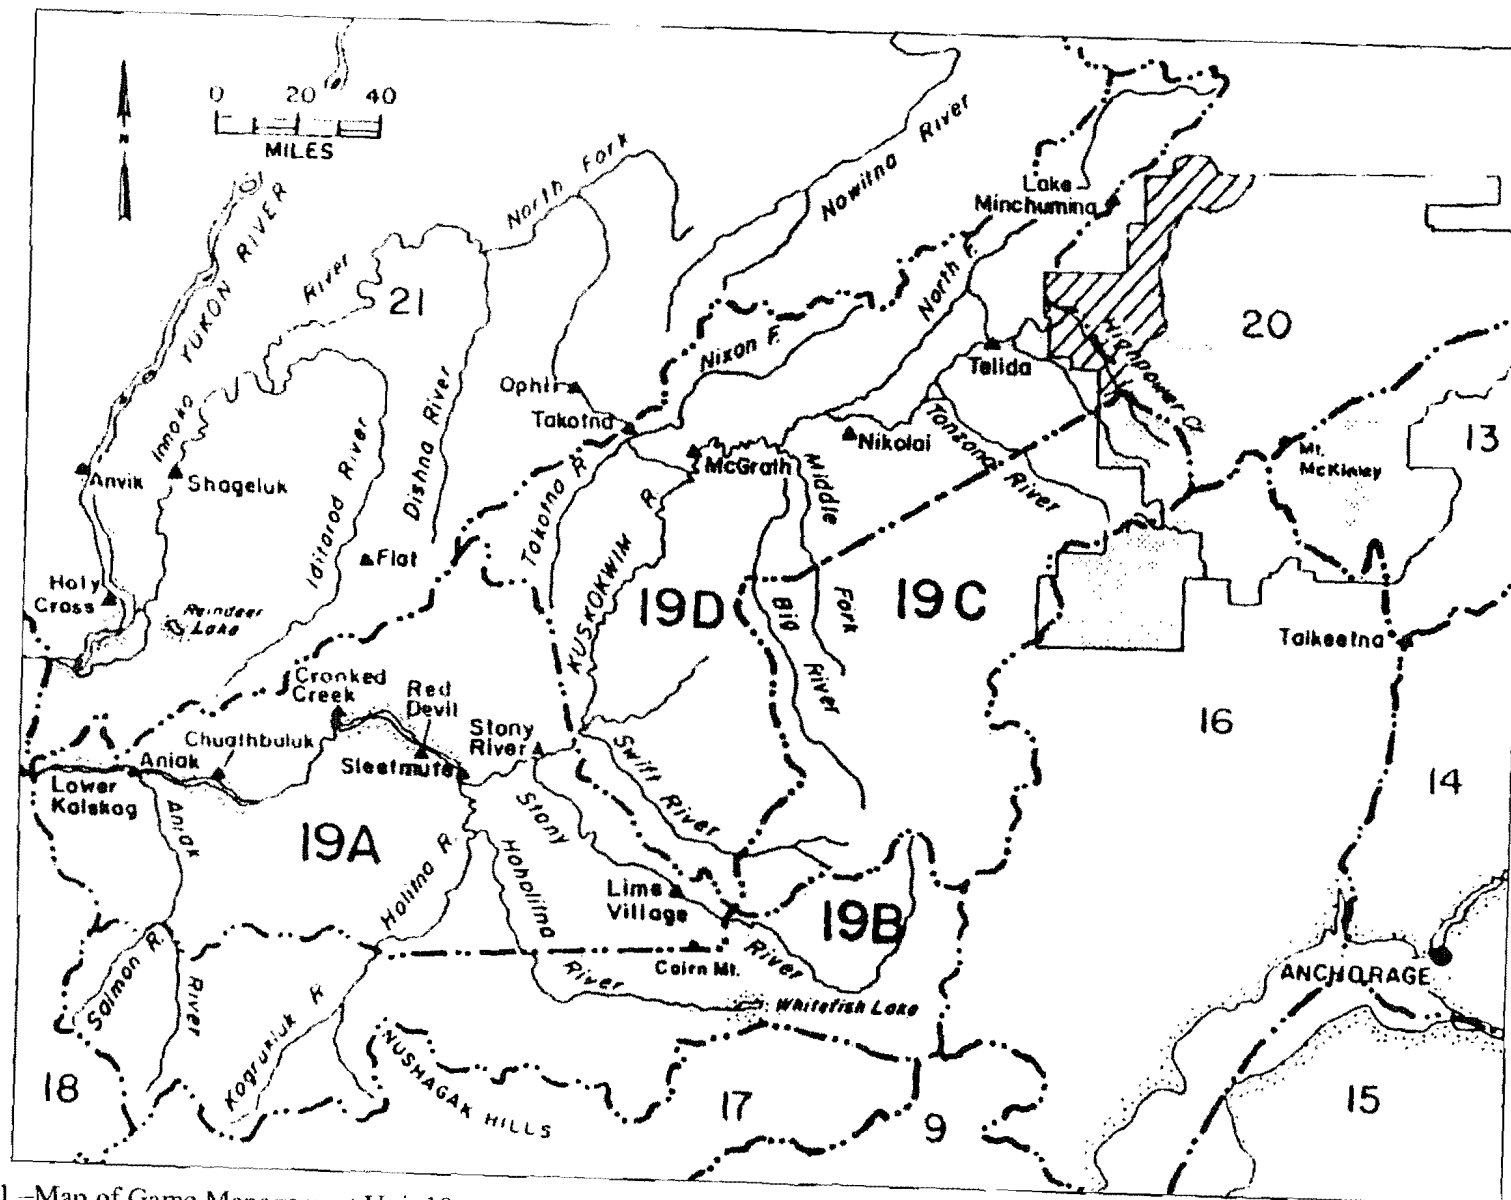 0 20 40
MILES
N
North Fork
Nowitna River
Lake
Minchumina
YUKON RIVER
River
21
North F.
20
Highpower Cr
Nixon F.
Telida
Ophir
Takotna
Innoko
Dishna River
Iditarod River
Nikolai
Tonzona River
13
Mt.
McKinley
Anvik
Shageluk
McGrath
Takotna R.
Middle
Fork
KUSKOKWIM R
Flat
Holy
Cross
Reindeer
Lake
19D
19C
Big
River
Talkeetna
Crooked
Creek
Red
Devil
16
Chuathbuluk
Stony
River
Aniak
Sleetmute
Swift River
Lower
Kalskag
14
Aniak
River
19A
Stony
River
Holitna R.
Hoholitna
River
Lime
Village
19B
Salmon R.
Cairn Mt.
ANCHORAGE
Whitefish Lake
Kogrukluk R
NUSHAGAK HILLS
18
17
9
15